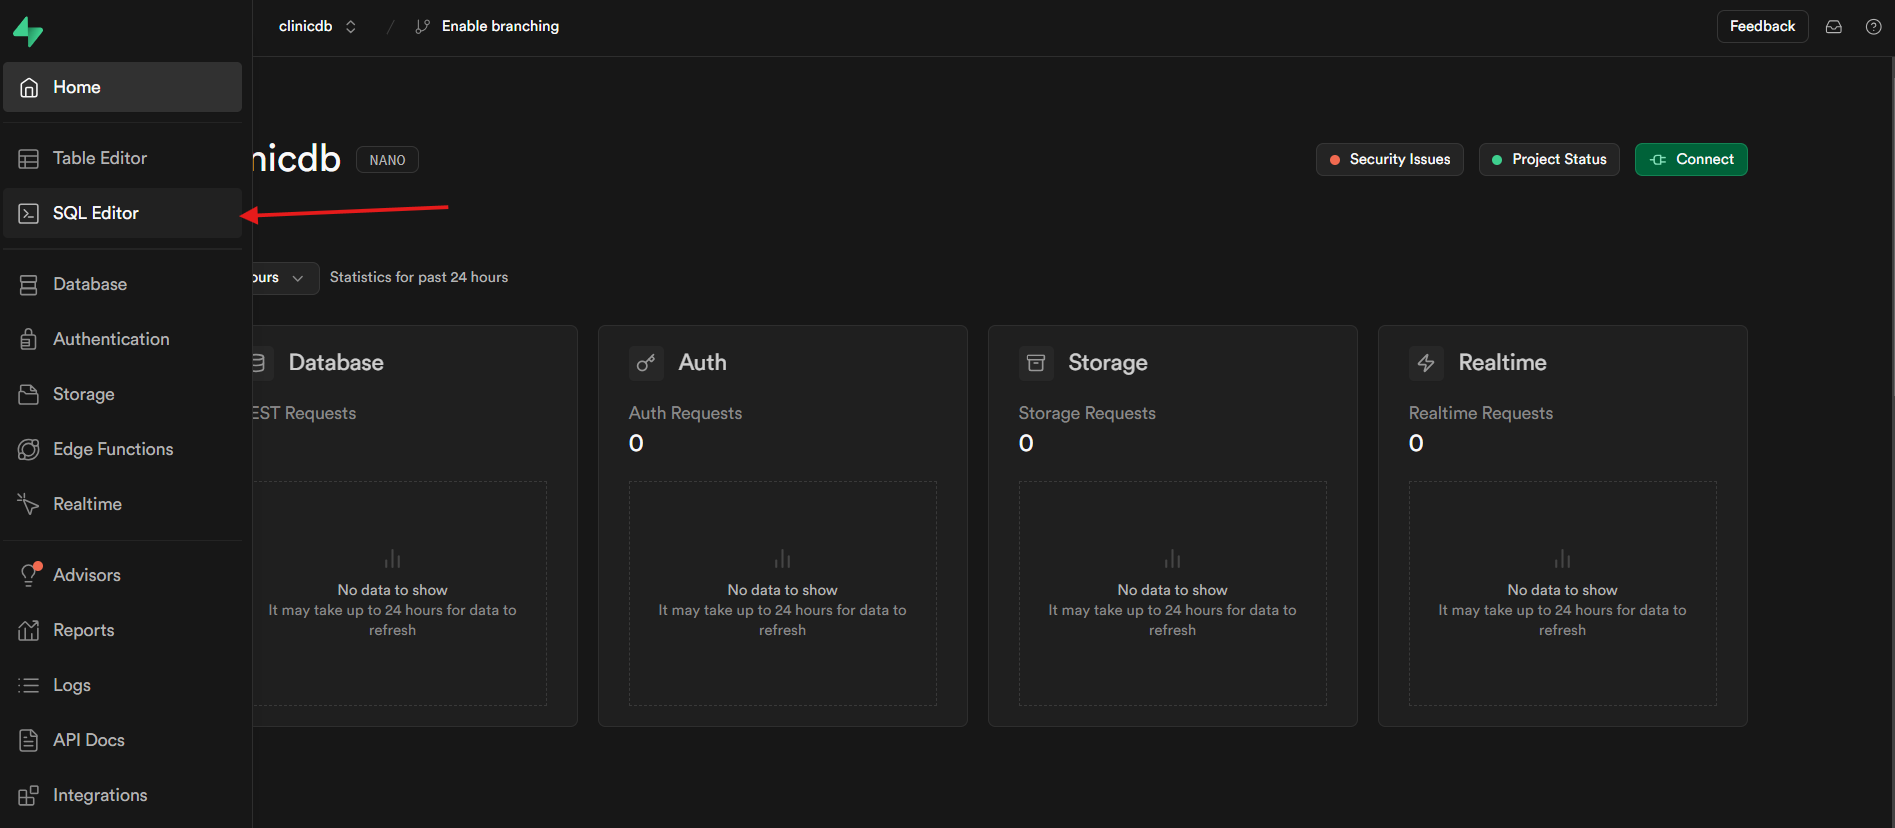 clinicdb
Enable branching
Feedback
Home
Table Editor
SQL Editor
Database
Authentication
Storage
Edge Functions
Realtime
Advisors
Reports
Logs
API Docs
Integrations
nicdb
NANO
Security Issues
Project Status
Connect
ours
Statistics for past 24 hours
Database
EST Requests
No data to show
It may take up to 24 hours for data to
refresh
Auth
Auth Requests
0
No data to show
It may take up to 24 hours for data to
refresh
Storage
Storage Requests
0
No data to show
It may take up to 24 hours for data to
refresh
Realtime
Realtime Requests
0
No data to show
It may take up to 24 hours for data to
refresh